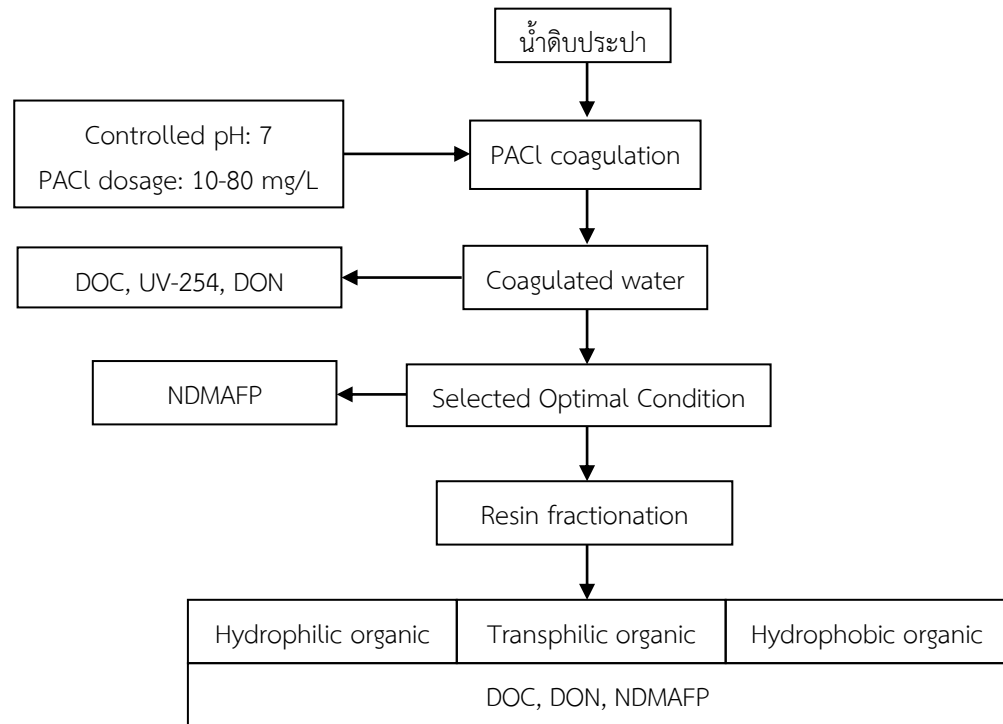 น้ำดิบประปา
Controlled pH: 7
PACl dosage: 10-80 mg/L
PACl coagulation
DOC, UV-254, DON
Coagulated water
NDMAFP
Selected Optimal Condition
Resin fractionation
Hydrophilic organic
Transphilic organic
Hydrophobic organic
DOC, DON, NDMAFP